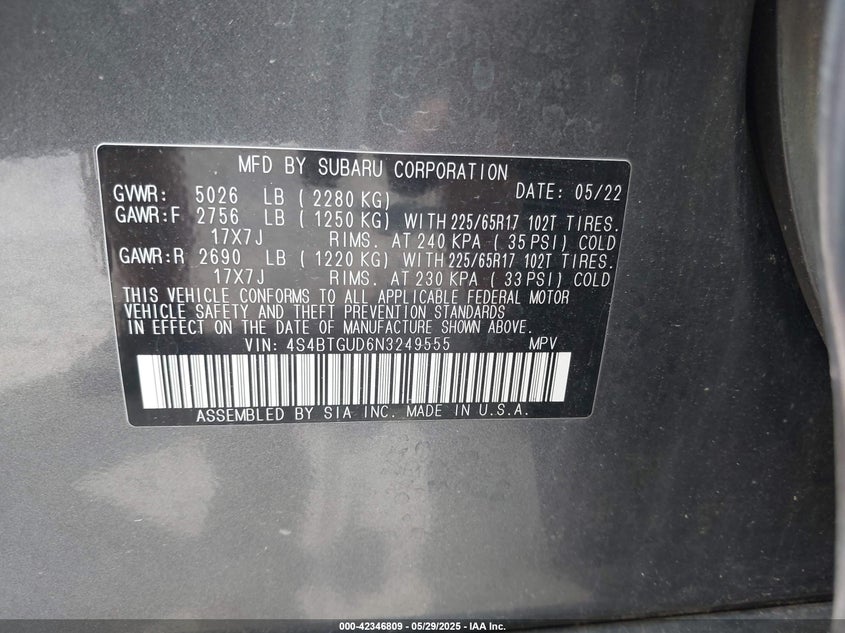 MFD BY SUBARU CORPORATION
GVWR: 5026 LB ( 2280 KG) DATE: 05/22
GAWR:F 2756 LB ( 1250 KG) WITH 225/65R17 102T TIRES.
17X7J RIMS. AT 240 KPA ( 35 PSI) COLD
GAWR:R 2690 LB ( 1220 KG) WITH 225/65R17 102T TIRES.
17X7J RIMS. AT 230 KPA ( 33 PSI) COLD
THIS VEHICLE CONFORMS TO ALL APPLICABLE FEDERAL MOTOR
VEHICLE SAFETY AND THEFT PREVENTION STANDARDS
IN EFFECT ON THE DATE OF MANUFACTURE SHOWN ABOVE.
VIN: 4S4BTGUD6N3249555 MPV
ASSEMBLED BY SIA INC. MADE IN U.S.A.
000-42346809 - 05/29/2025 - IAA Inc.